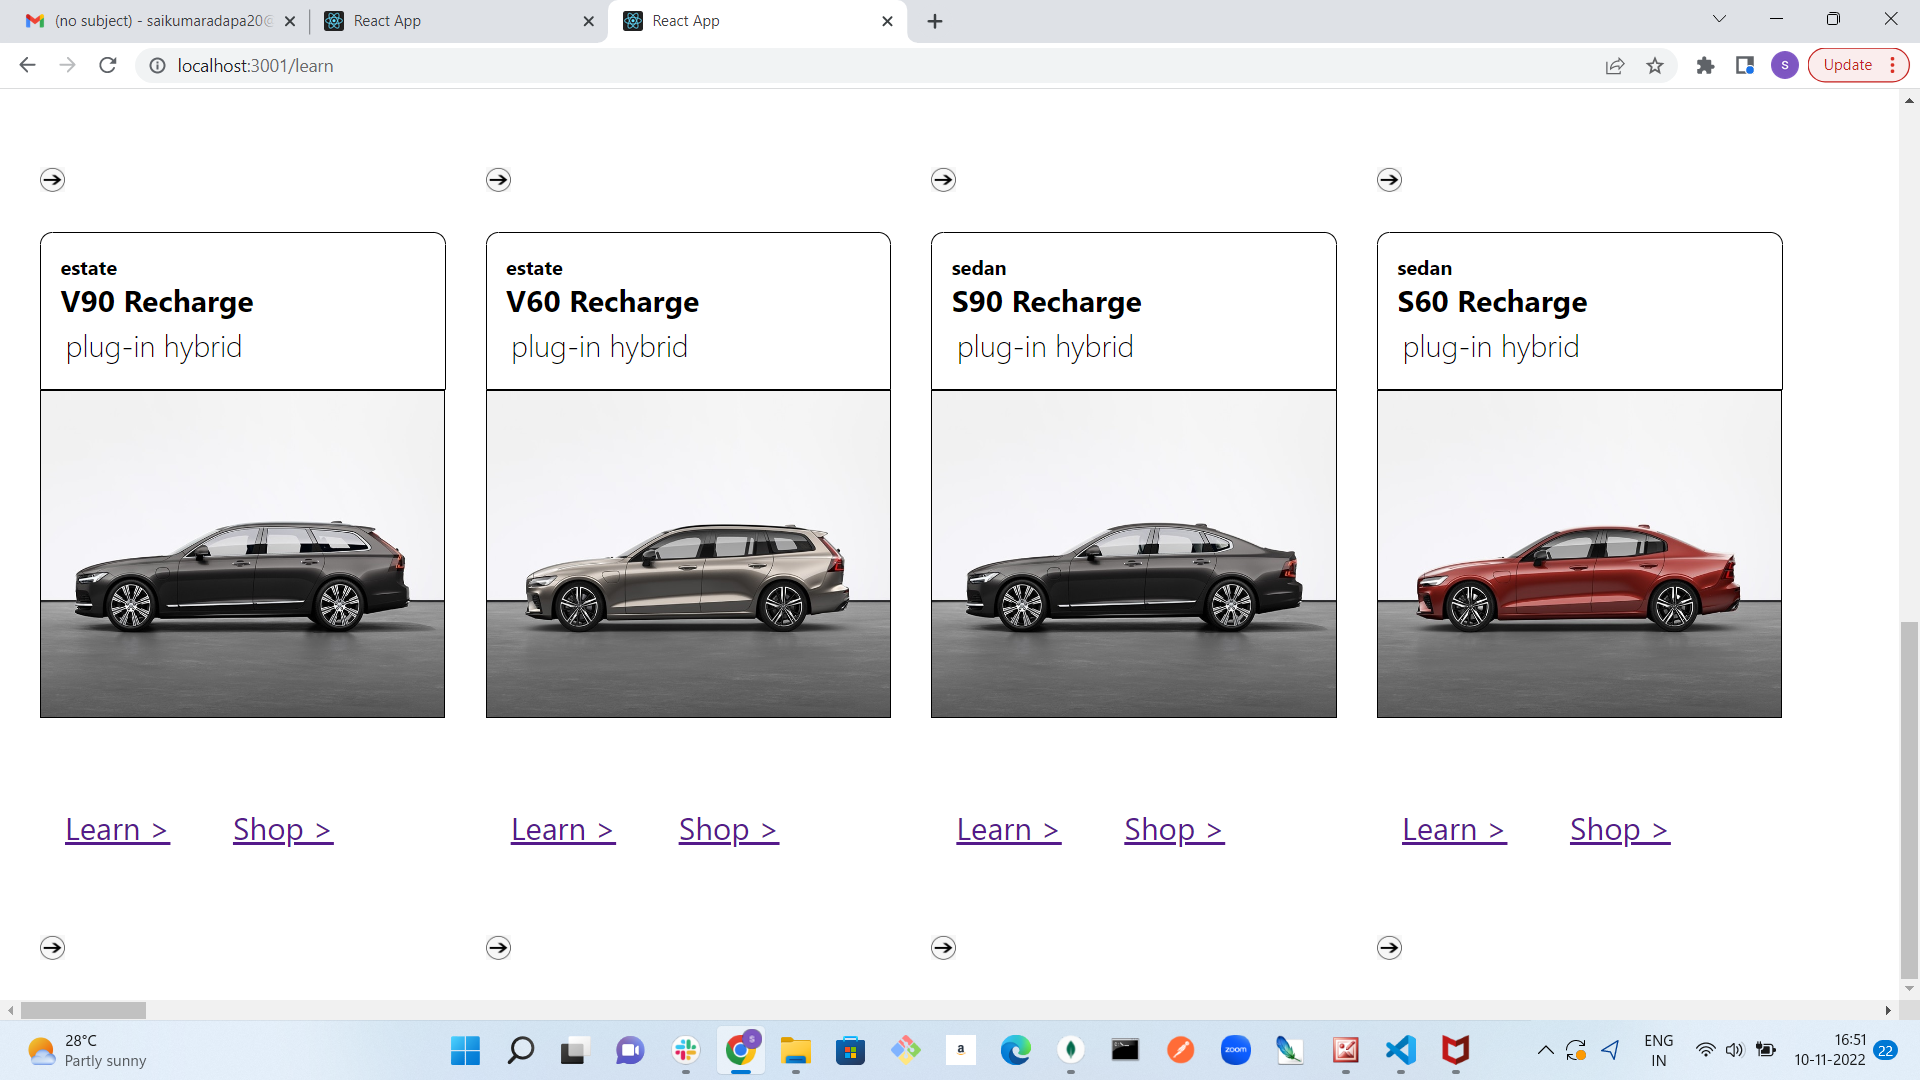 (no subject) - saikumaradapa20@
React App
React App
localhost:3001/learn
S
Update
estate
V90 Recharge
plug-in hybrid
estate
V60 Recharge
plug-in hybrid
sedan
S90 Recharge
plug-in hybrid
sedan
S60 Recharge
plug-in hybrid
Learn >
Shop >
Learn >
Shop >
Learn >
Shop >
Learn >
Shop >
28°C
Partly sunny
S
a
zoom
ENG
IN
16:51
10-11-2022
22